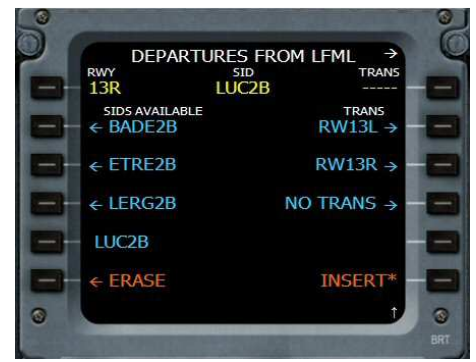 DEPARTURES FROM LFML →
RWY SID TRANS
13R LUC2B -----
SIDS AVAILABLE TRANS
← BADE2B RW13L →
← ETRE2B RW13R →
← LERG2B NO TRANS →
LUC2B
← ERASE INSERT*
↑
BRT